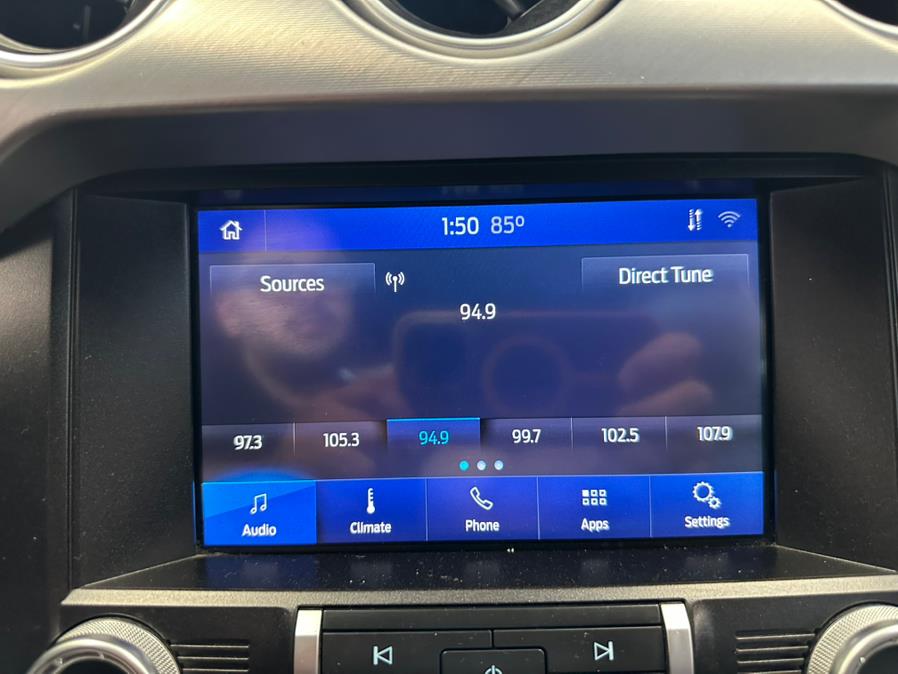 1:50 85°
Sources Direct Tune
94.9
97.3 105.3 94.9 99.7 102.5 107.9
Audio Climate Phone Apps Settings